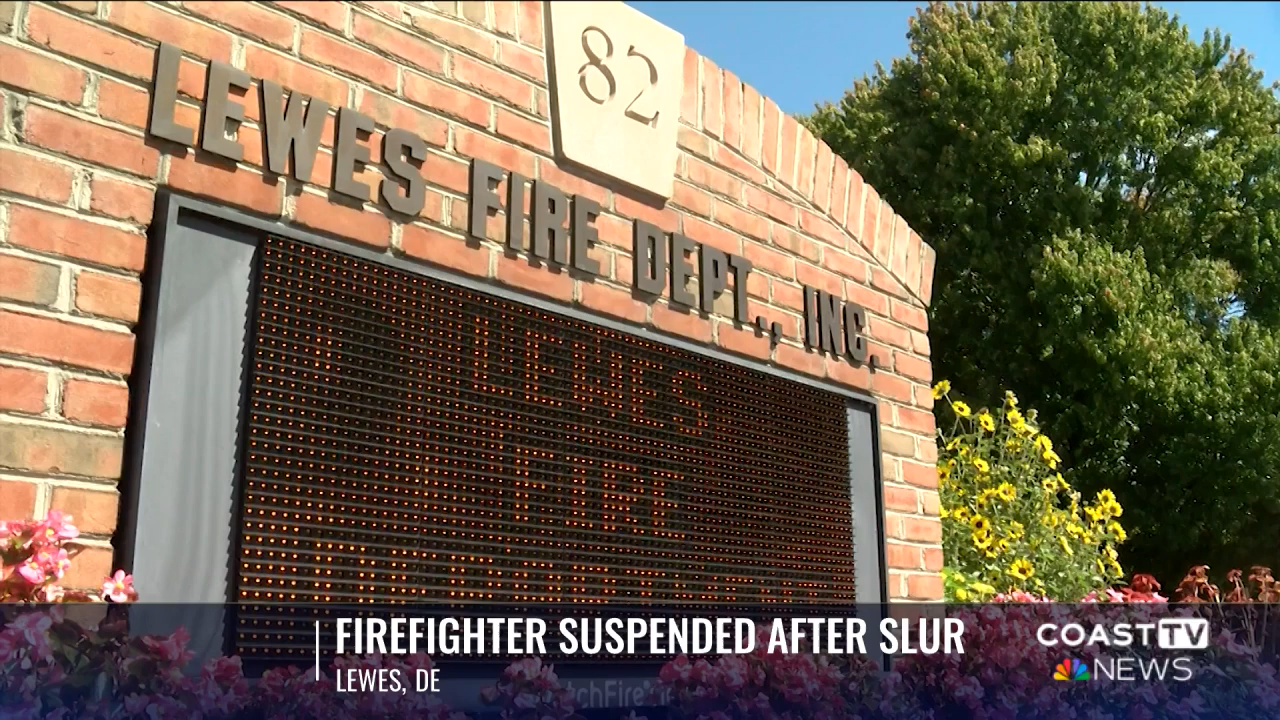 82
LEWES FIRE DEPT., INC.
LEWES
FIRE
FIREFIGHTER SUSPENDED AFTER SLUR
LEWES, DE
COAST TV
NEWS